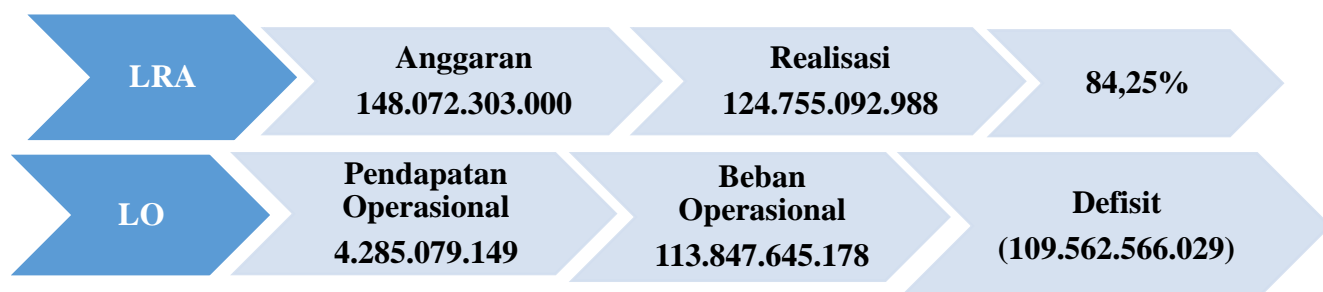 LRA
Anggaran
148.072.303.000
Realisasi
124.755.092.988
84,25%
LO
Pendapatan
Operasional
4.285.079.149
Beban
Operasional
113.847.645.178
Defisit
(109.562.566.029)